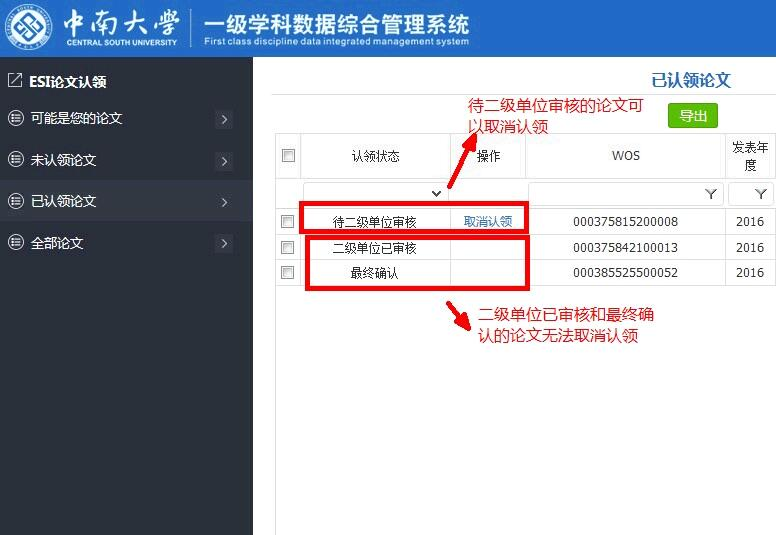 中南大学
CENTRAL SOUTH UNIVERSITY
一级学科数据综合管理系统
First class discipline data integrated management system
ESI论文认领
可能是您的论文
未认领论文
已认领论文
全部论文
已认领论文
待二级单位审核的论文可
以取消认领
导出
认领状态 操作 WOS 发表年
度
待二级单位审核 取消认领 000375815200008 2016
二级单位已审核 000375842100013 2016
最终确认 000385525500052 2016
二级单位已审核和最终确
认的论文无法取消认领